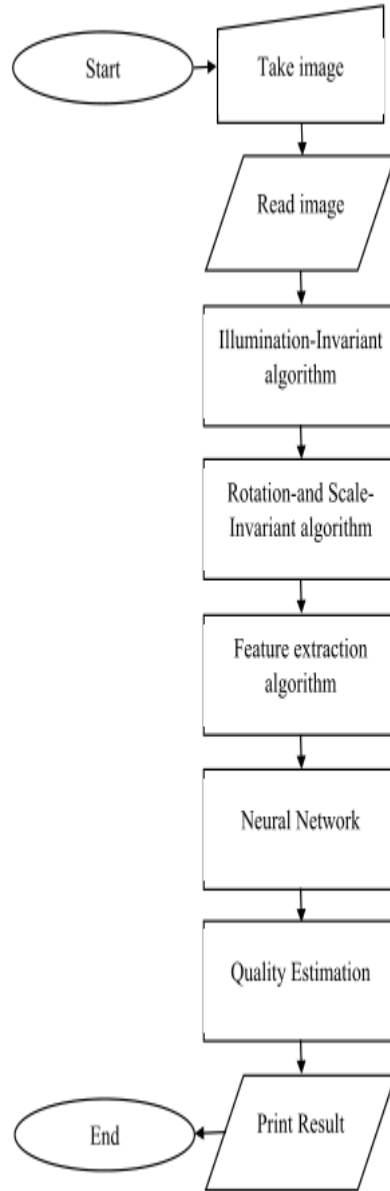 Start
Take image
Read image
Illumination-Invariant
algorithm
Rotation-and Scale-
Invariant algorithm
Feature extraction
algorithm
Neural Network
Quality Estimation
Print Result
End